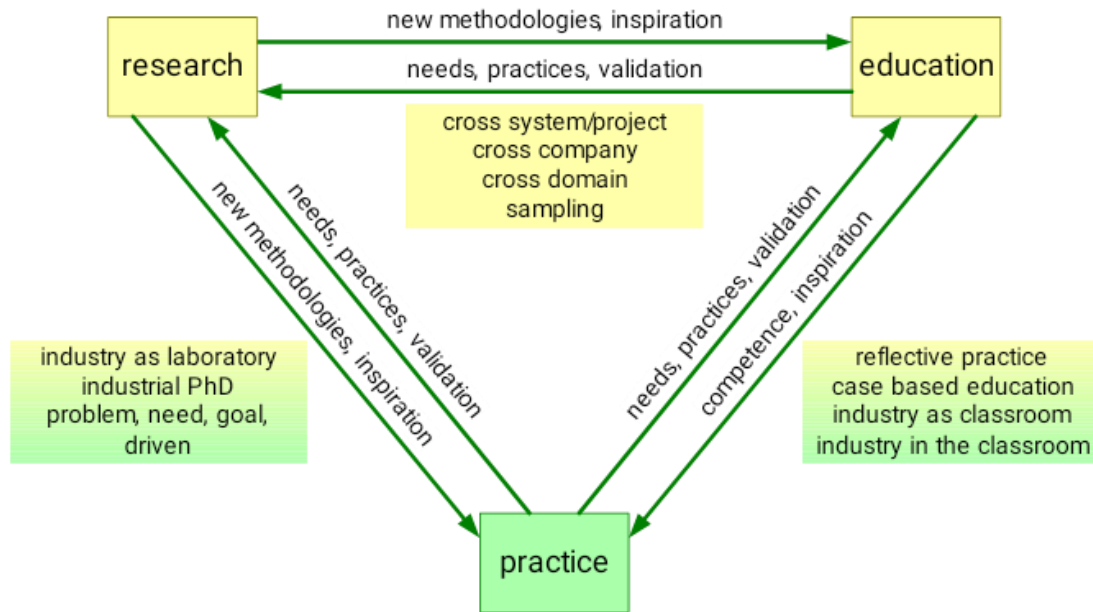 new methodologies, inspiration
research
education
needs, practices, validation
cross system/project
cross company
cross domain
sampling
new methodologies, inspiration
needs, practices, validation
needs, practices, validation
competence, inspiration
industry as laboratory
industrial PhD
problem, need, goal,
driven
reflective practice
case based education
industry as classroom
industry in the classroom
practice